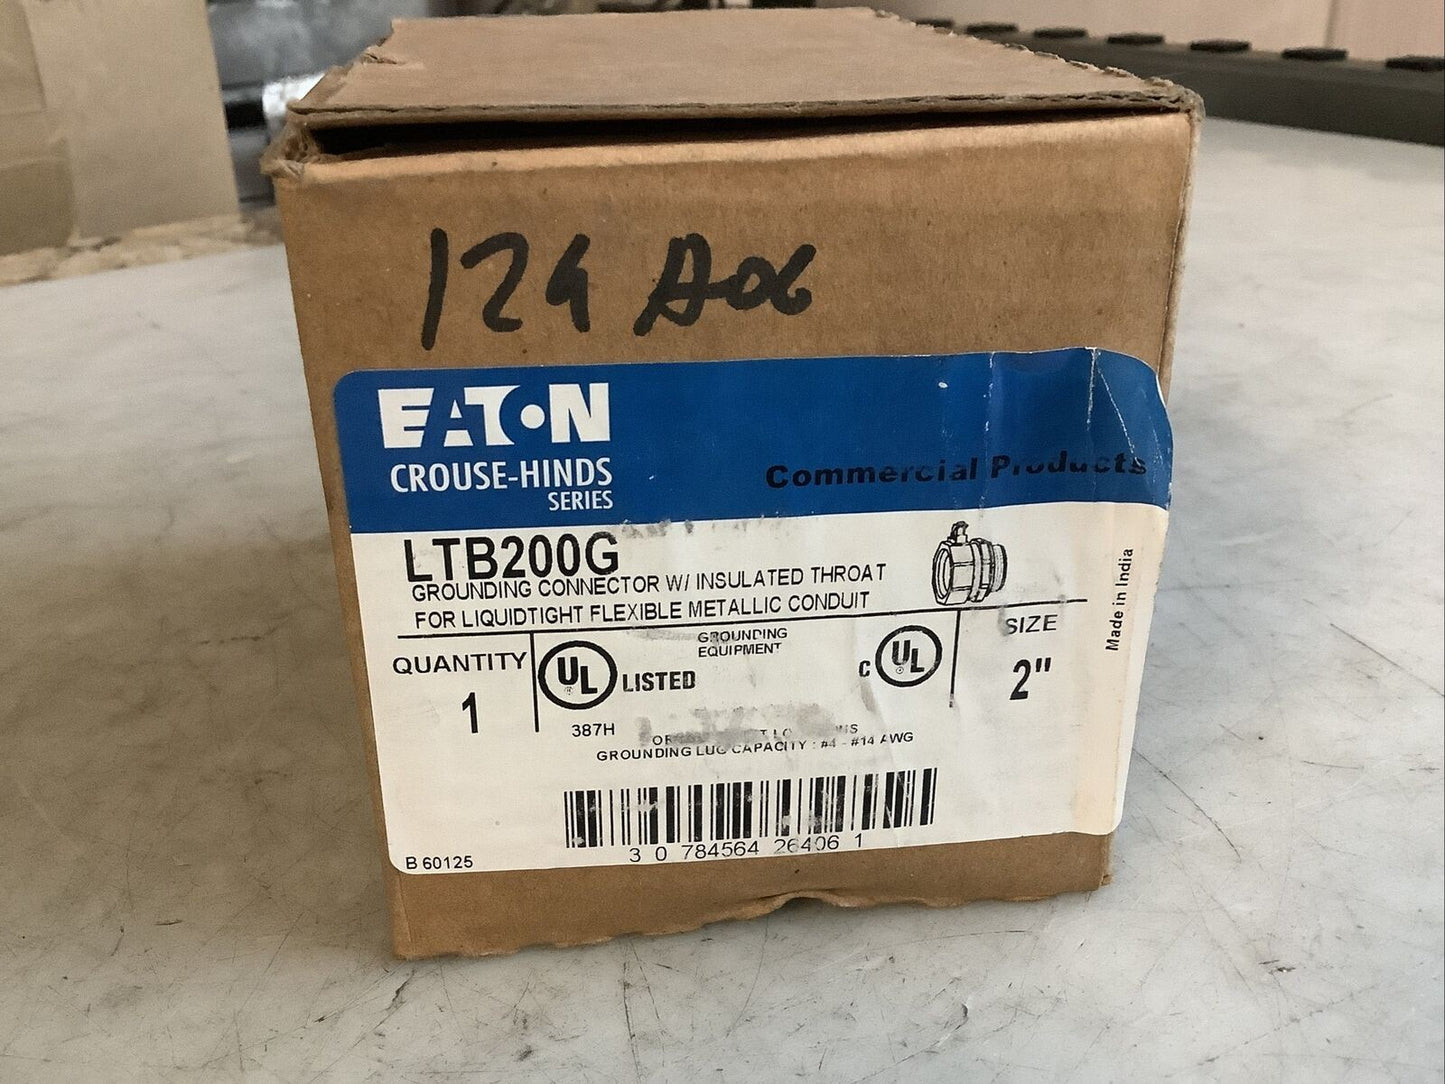 129 A06
EATON
CROUSE-HINDS
SERIES
Commercial Products
LTB200G
GROUNDING CONNECTOR W/ INSULATED THROAT
FOR LIQUIDTIGHT FLEXIBLE METALLIC CONDUIT
QUANTITY
1
UL LISTED
387H
GROUNDING
EQUIPMENT
C UL
SIZE
2"
Made in India
GROUNDING LUG CAPACITY : #4 - #14 AWG
3 0 784564 26406 1
B 60125